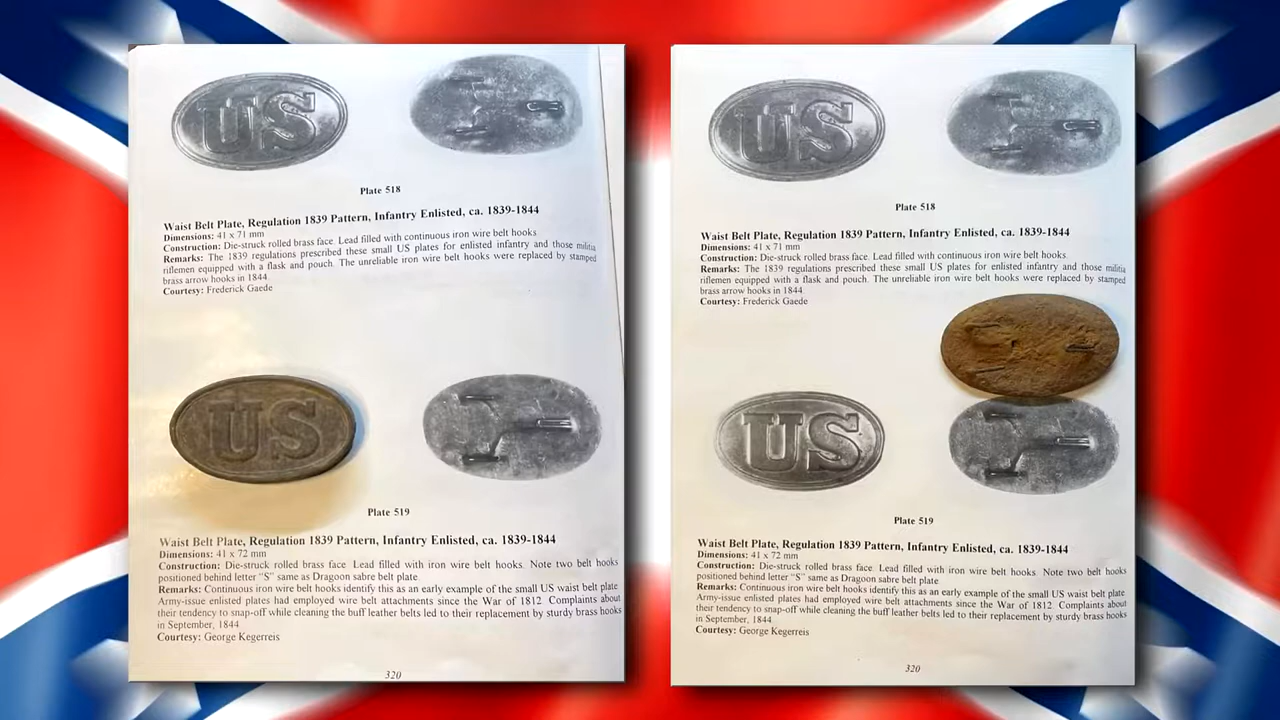 US
Plate 518
Waist Belt Plate, Regulation 1839 Pattern, Infantry Enlisted, ca. 1839-1844
Dimensions: 41 x 71 mm
Construction: Die-struck rolled brass face. Lead filled with continuous iron wire belt hooks
Remarks: The 1839 regulations prescribed these small US plates for enlisted infantry and those militia
riflemen equipped with a flask and pouch. The unreliable iron wire belt hooks were replaced by stamped
brass arrow hooks in 1844
Courtesy: Frederick Gaede
US
Plate 519
Waist Belt Plate, Regulation 1839 Pattern, Infantry Enlisted, ca. 1839-1844
Dimensions: 41 x 72 mm
Construction: Die-struck rolled brass face. Lead filled with iron wire belt hooks. Note two belt hooks
positioned behind letter "S" same as Dragoon sabre belt plate
Remarks: Continuous iron wire belt hooks identify this as an early example of the small US waist belt plate
Army-issue enlisted plates had employed wire belt attachments since the War of 1812. Complaints about
their tendency to snap-off while cleaning the buff leather belts led to their replacement by sturdy brass hooks
in September, 1844
Courtesy: George Kegerreis
320
US
Plate 518
Waist Belt Plate, Regulation 1839 Pattern, Infantry Enlisted, ca. 1839-1844
Dimensions: 41 x 71 mm
Construction: Die-struck rolled brass face. Lead filled with continuous iron wire belt hooks
Remarks: The 1839 regulations prescribed these small US plates for enlisted infantry and those militia
riflemen equipped with a flask and pouch. The unreliable iron wire belt hooks were replaced by stamped
brass arrow hooks in 1844
Courtesy: Frederick Gaede
US
Plate 519
Waist Belt Plate, Regulation 1839 Pattern, Infantry Enlisted, ca. 1839-1844
Dimensions: 41 x 72 mm
Construction: Die-struck rolled brass face. Lead filled with iron wire belt hooks. Note two belt hooks
positioned behind letter "S" same as Dragoon sabre belt plate
Remarks: Continuous iron wire belt hooks identify this as an early example of the small US waist belt plate
Army-issue enlisted plates had employed wire belt attachments since the War of 1812. Complaints about
their tendency to snap-off while cleaning the buff leather belts led to their replacement by sturdy brass hooks
in September, 1844
Courtesy: George Kegerreis
320